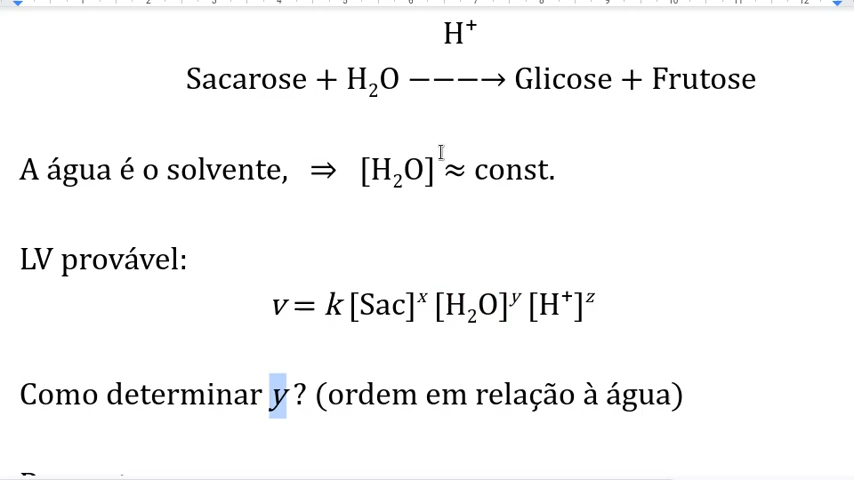 H⁺
Sacarose + H₂O −−−−→ Glicose + Frutose
A água é o solvente, ⇒ [H₂O] ≈ const.
LV provável:
v = k [Sac]ˣ [H₂O]ʸ [H⁺]ᶻ
Como determinar y ? (ordem em relação à água)